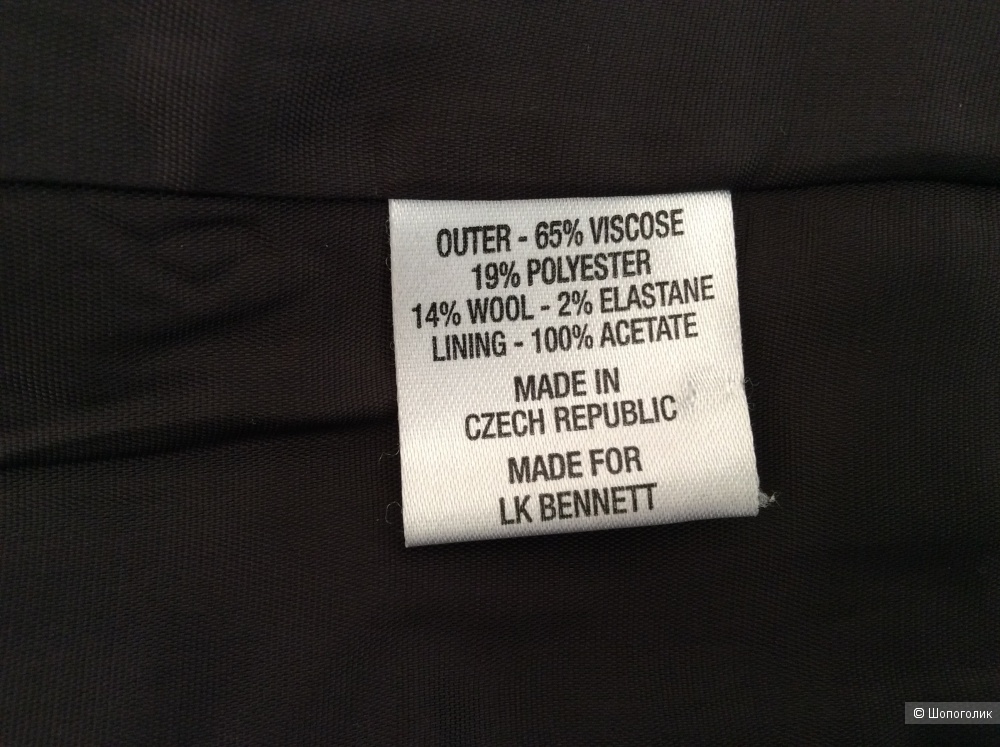 OUTER - 65% VISCOSE
19% POLYESTER
14% WOOL - 2% ELASTANE
LINING - 100% ACETATE
MADE IN
CZECH REPUBLIC
MADE FOR
LK BENNETT
© Шопоголик